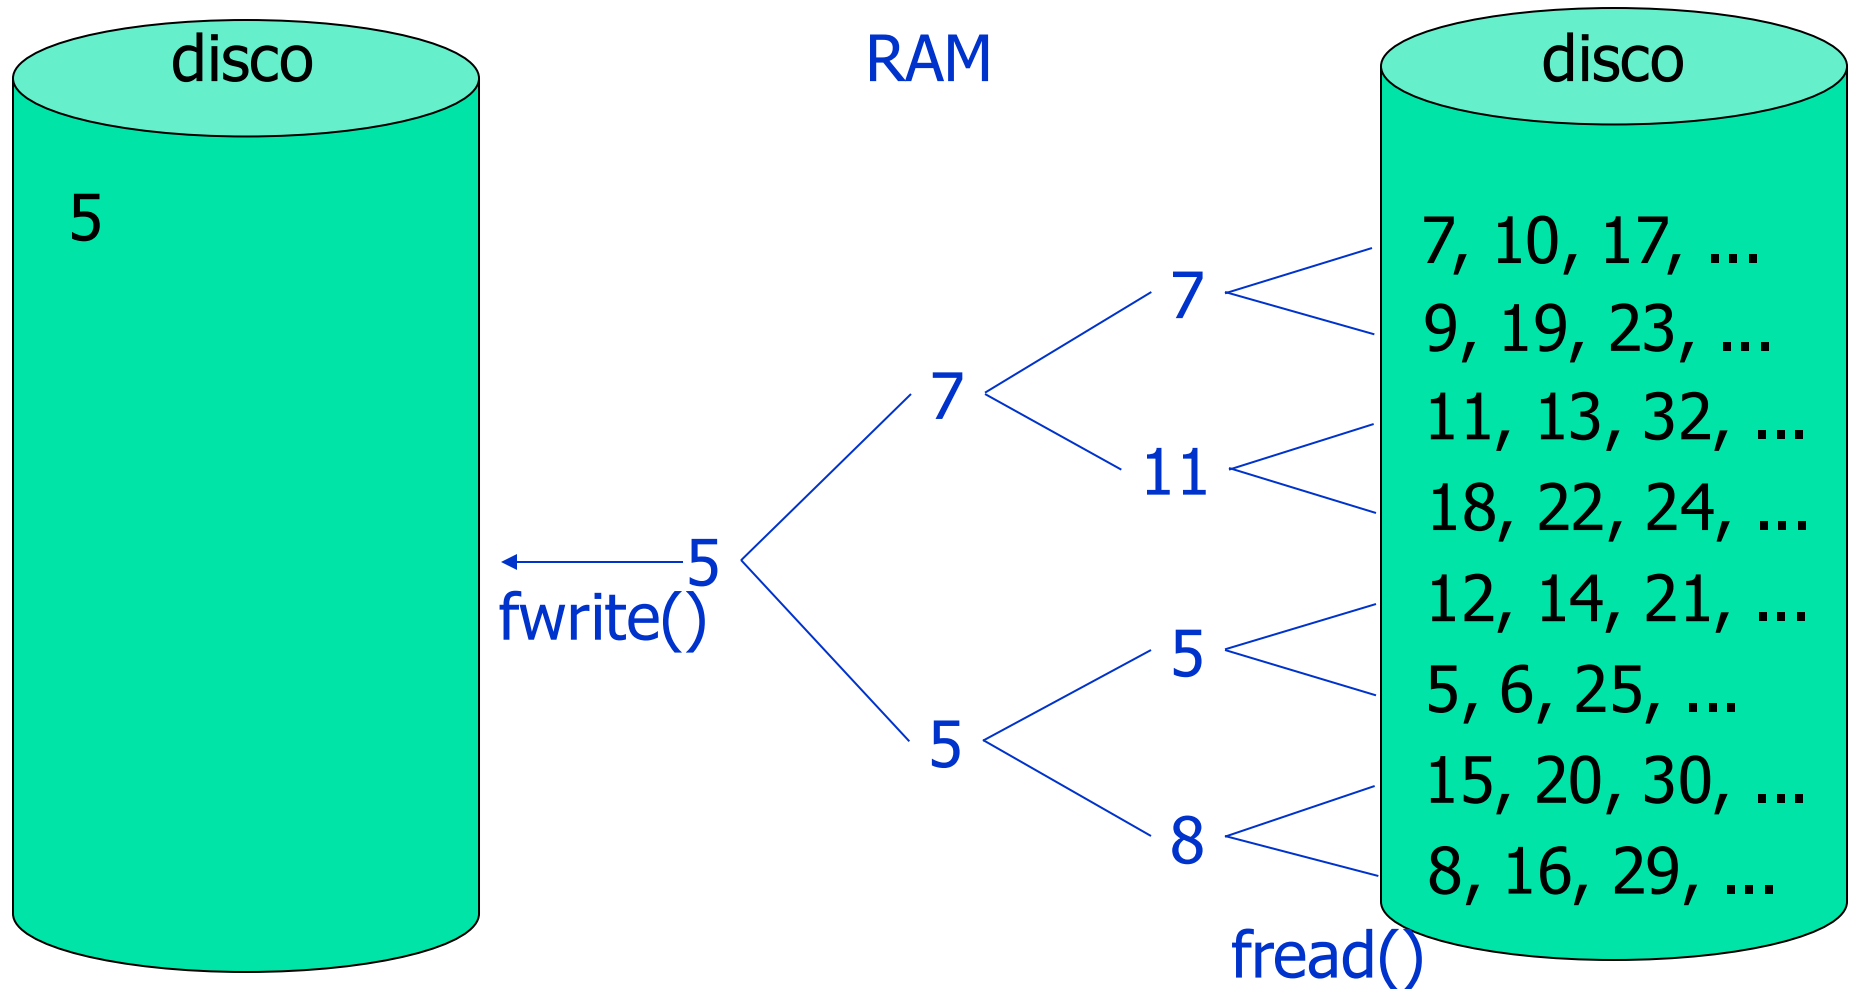 disco
RAM
disco
5
7
7
11
5
fwrite()
5
5
8
7, 10, 17, ...
9, 19, 23, ...
11, 13, 32, ...
18, 22, 24, ...
12, 14, 21, ...
5, 6, 25, ...
15, 20, 30, ...
8, 16, 29, ...
fread()